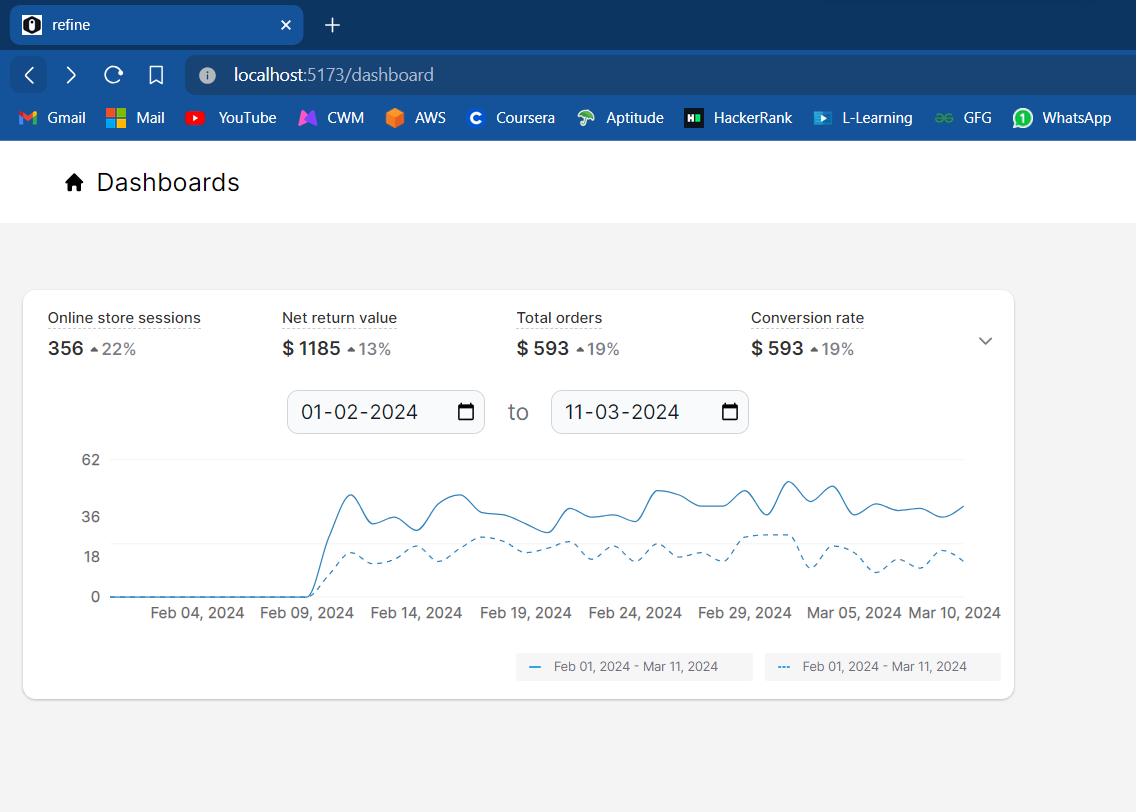 refine
localhost:5173/dashboard
Gmail Mail YouTube CWM AWS Coursera Aptitude HackerRank L-Learning GFG WhatsApp
Dashboards
Online store sessions Net return value Total orders Conversion rate
356 22% $ 1185 13% $ 593 19% $ 593 19%
01-02-2024 to 11-03-2024
62
36
18
0
Feb 04, 2024 Feb 09, 2024 Feb 14, 2024 Feb 19, 2024 Feb 24, 2024 Feb 29, 2024 Mar 05, 2024 Mar 10, 2024
Feb 01, 2024 - Mar 11, 2024 Feb 01, 2024 - Mar 11, 2024